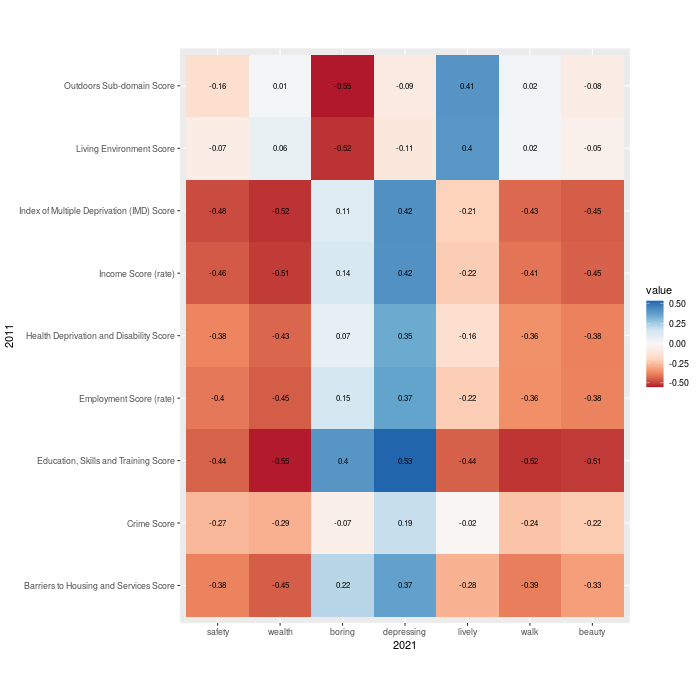 Outdoors Sub-domain Score -0.16 0.01 -0.55 -0.09 0.41 0.02 -0.08
Living Environment Score -0.07 0.06 -0.52 -0.11 0.4 0.02 -0.05
Index of Multiple Deprivation (IMD) Score -0.48 -0.52 0.11 0.42 -0.21 -0.43 -0.45
Income Score (rate) -0.46 -0.51 0.14 0.42 -0.22 -0.41 -0.45
Health Deprivation and Disability Score -0.38 -0.43 0.07 0.35 -0.16 -0.36 -0.38
Employment Score (rate) -0.4 -0.45 0.15 0.37 -0.22 -0.36 -0.38
Education, Skills and Training Score -0.44 -0.55 0.4 0.53 -0.44 -0.52 -0.51
Crime Score -0.27 -0.29 -0.07 0.19 -0.02 -0.24 -0.22
Barriers to Housing and Services Score -0.38 -0.45 0.22 0.37 -0.28 -0.39 -0.33
safety wealth boring depressing lively walk beauty
2021
2011
value
0.50
0.25
0.00
-0.25
-0.50